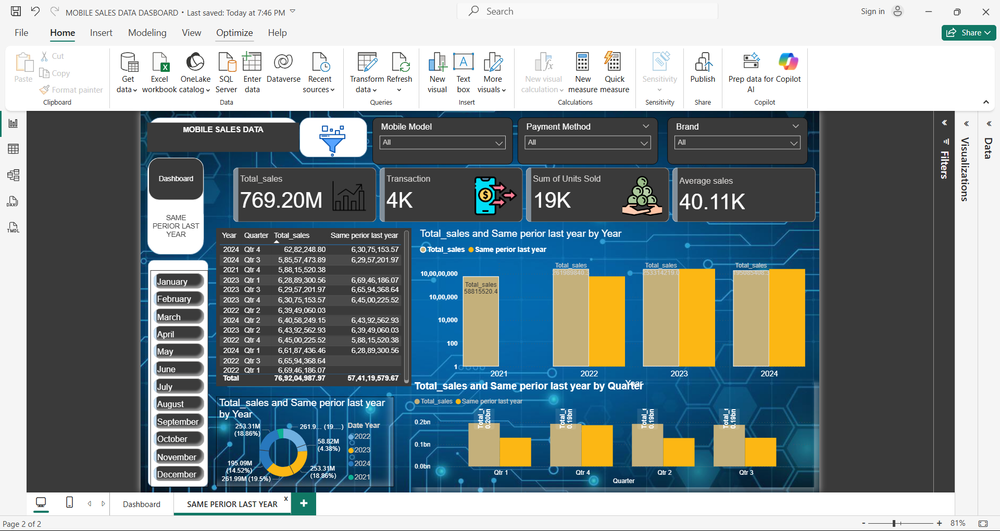 MOBILE SALES DATA DASBOARD • Last saved: Today at 7:46 PM
Search
Sign in
File Home Insert Modeling View Optimize Help
Share
Paste
Cut
Copy
Format painter
Clipboard
Get data
Excel workbook
OneLake catalog
SQL Server
Enter data
Dataverse
Recent sources
Data
Transform data
Refresh
Queries
New visual
Text box
More visuals
Insert
New visual calculation
New measure
Quick measure
Calculations
Sensitivity
Sensitivity
Publish
Share
Prep data for AI
Copilot
Copilot
DAX
TMDL
MOBILE SALES DATA
Mobile Model
All
Payment Method
All
Brand
All
Filters
Visualizations
Data
Dashboard
SAME
PERIOR LAST
YEAR
Total_sales
769.20M
Transaction
4K
Sum of Units Sold
19K
Average sales
40.11K
January
February
March
April
May
June
July
August
September
October
November
December
Year Quarter Total_sales Same perior last year
2024 Qtr 4 62,82,248.80 6,30,75,153.57
2024 Qtr 3 5,85,57,473.89 6,29,57,201.97
2021 Qtr 4 5,88,15,520.38
2023 Qtr 1 6,28,89,300.56 6,69,46,186.07
2023 Qtr 3 6,29,57,201.97 6,65,94,368.64
2023 Qtr 4 6,30,75,153.57 6,45,00,225.52
2022 Qtr 2 6,39,49,060.03
2024 Qtr 2 6,40,58,249.15 6,43,92,562.93
2023 Qtr 2 6,43,92,562.93 6,39,49,060.03
2022 Qtr 4 6,45,00,225.52 5,88,15,520.38
2024 Qtr 1 6,61,87,436.46 6,28,89,300.56
2022 Qtr 3 6,65,94,368.64
2022 Qtr 1 6,69,46,186.07
Total 76,92,04,987.97 57,41,19,579.67
Total_sales and Same perior last year by Year
Total_sales Same perior last year
10,00,00,000
10,00,000
10,000
100
1
Total_sales
58815520.4
Total_sales
261989840.3
Total_sales
253314219.0
Total_sales
195085408.3
2021 2022 2023 2024
Year
Total_sales and Same perior last year
by Year
253.31M
(18.86%)
261.9... (19....)
58.82M
(4.38%)
253.31M
(18.86%)
261.99M (19.5%)
195.09M
(14.52%)
Date Year
2022
2023
2024
2021
Total_sales and Same perior last year by Quarter
Total_sales Same perior last year
0.2bn
0.1bn
0.0bn
0.20bn
0.19bn
0.19bn
0.19bn
Qtr 1 Qtr 4 Qtr 2 Qtr 3
Quarter
Dashboard
SAME PERIOR LAST YEAR
x
Page 2 of 2
- + 81%